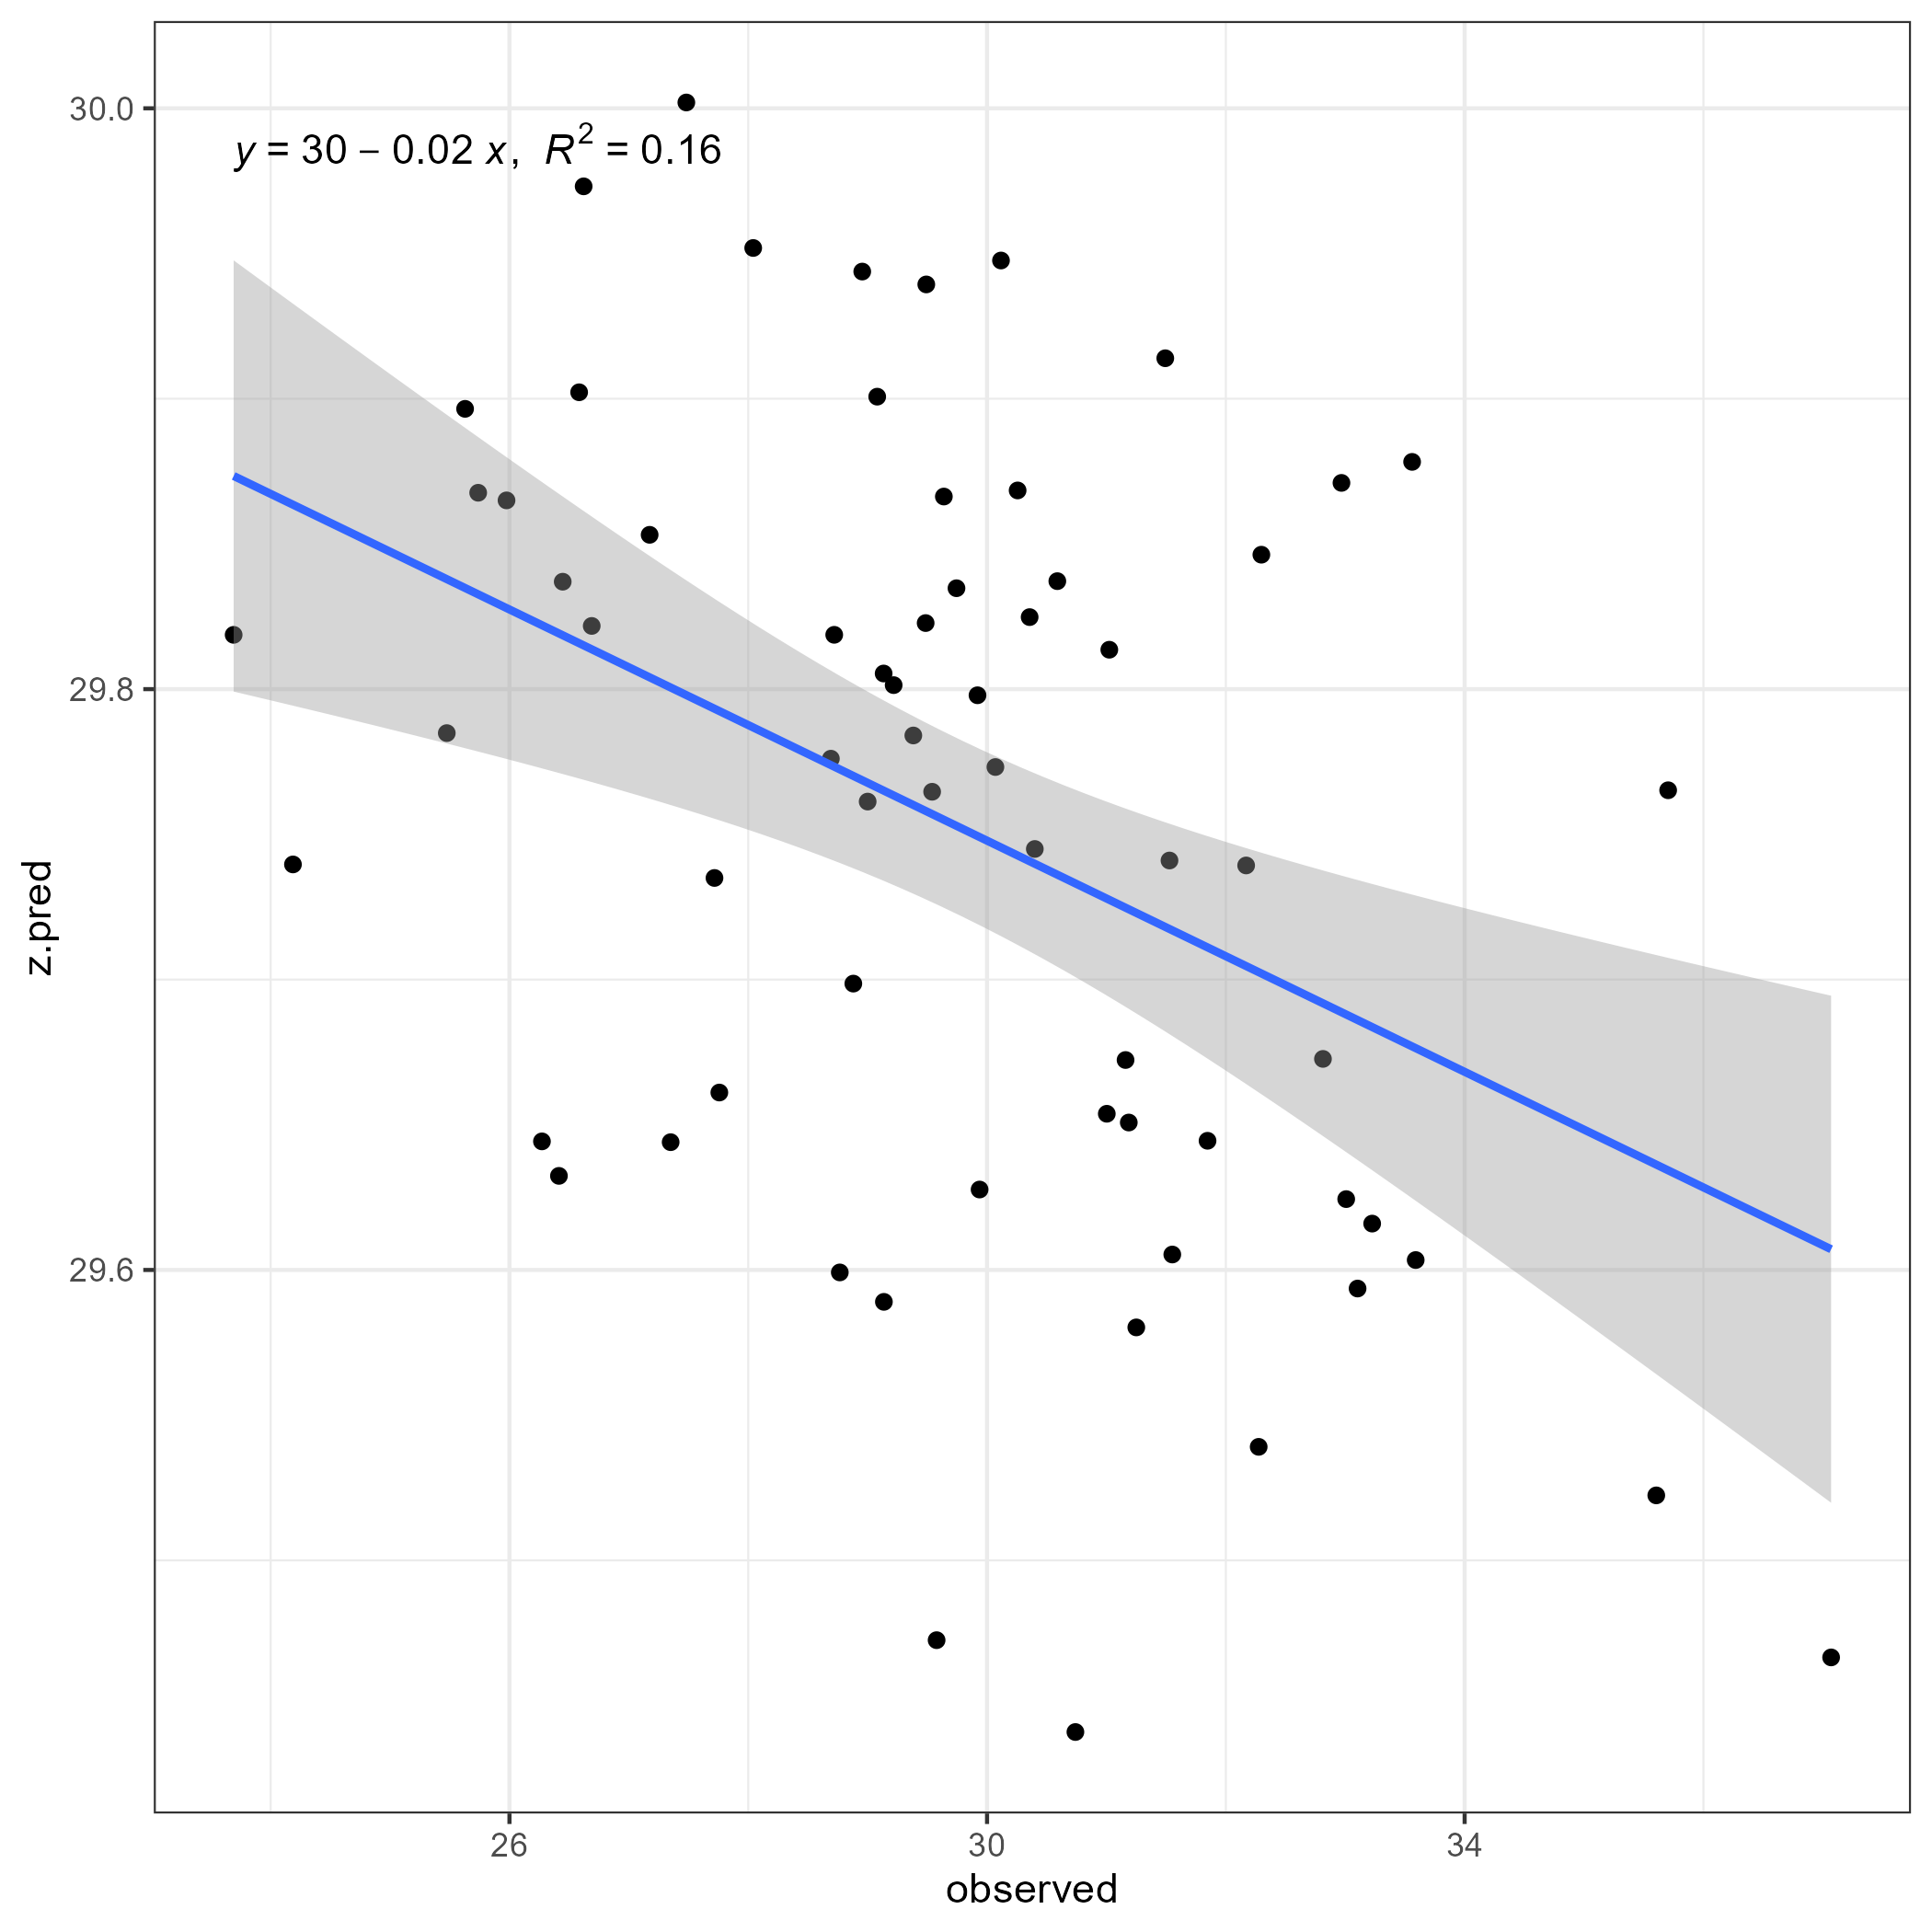 30.0
y = 30 − 0.02 x, R² = 0.16
29.8
z.pred
29.6
26 30 34
observed